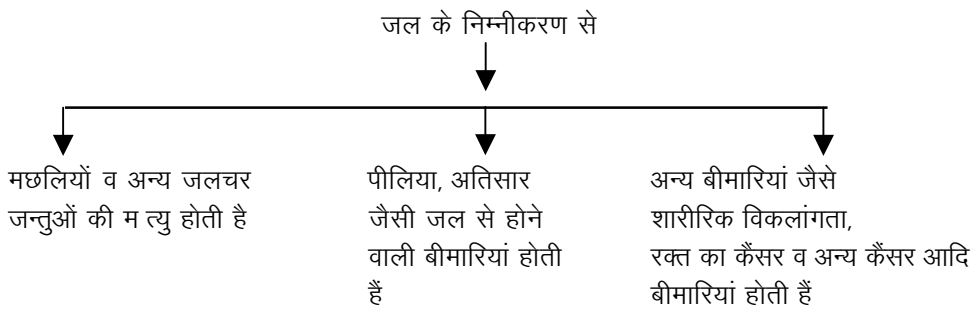 जल के निम्नीकरण से
मछलियों व अन्य जलचर
जन्तुओं की म त्यु होती है
पीलिया, अतिसार
जैसी जल से होने
वाली बीमारियां होती
हैं
अन्य बीमारियां जैसे
शारीरिक विकलांगता,
रक्त का कैंसर व अन्य कैंसर आदि
बीमारियां होती हैं